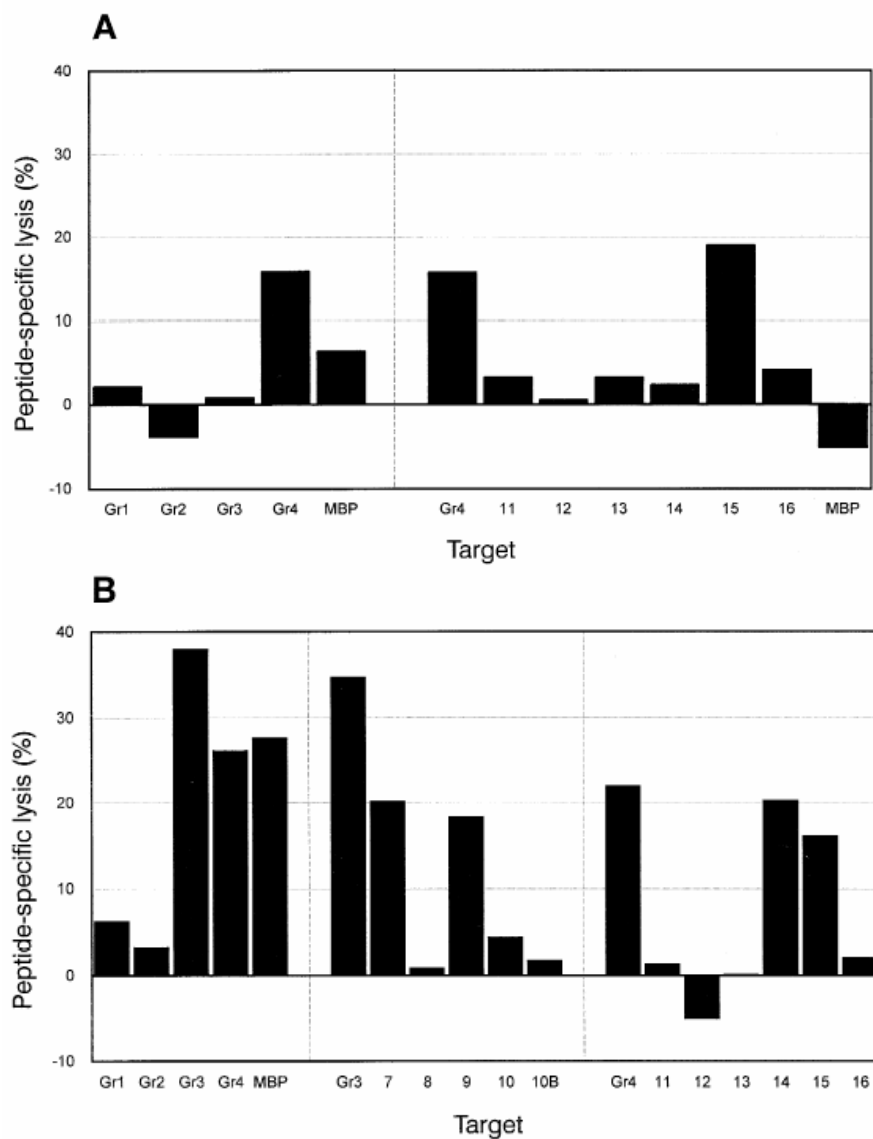 A
40
30
20
10
0
-10
Peptide-specific lysis (%)
Gr1 Gr2 Gr3 Gr4 MBP Gr4 11 12 13 14 15 16 MBP
Target
B
40
30
20
10
0
-10
Peptide-specific lysis (%)
Gr1 Gr2 Gr3 Gr4 MBP Gr3 7 8 9 10 10B Gr4 11 12 13 14 15 16
Target